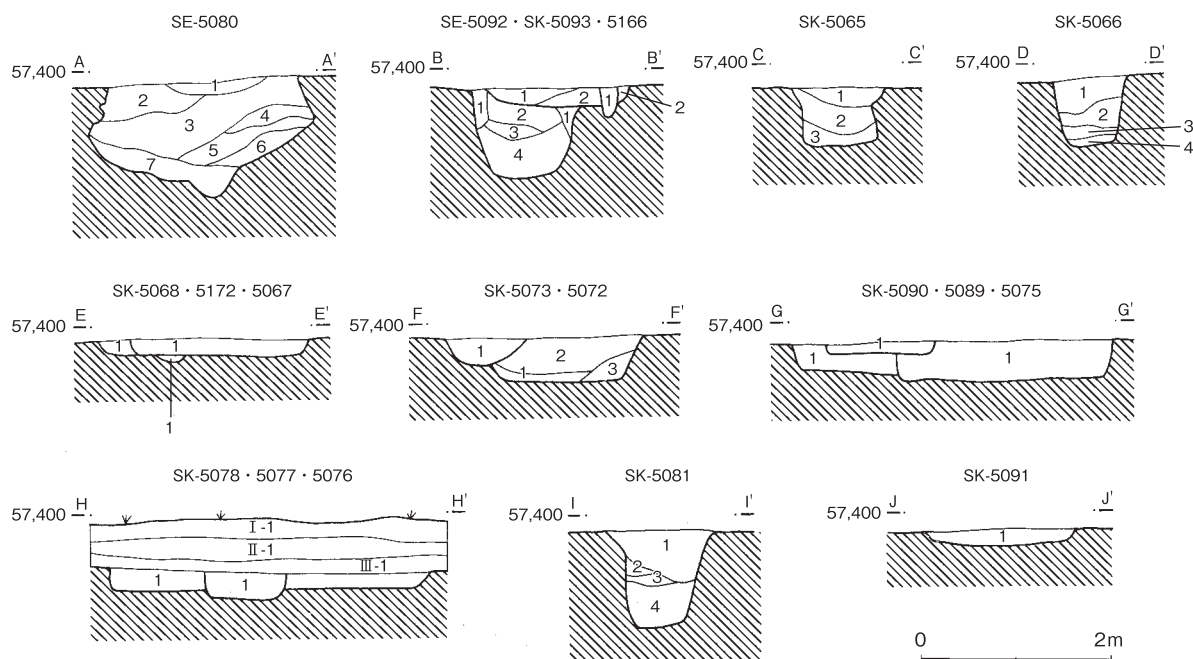 SE-5080
A A'
57,400
1
2
3
4
5
6
7
SE-5092・SK-5093・5166
B B'
57,400
1 1 2 1 2
2 1
3
4
SK-5065
C C'
57,400
1
2
3
SK-5066
D D'
57,400
1
2
3
4
SK-5068・5172・5067
E E'
57,400
1 1
1
SK-5073・5072
F F'
57,400
1 2
1 3
SK-5090・5089・5075
G G'
57,400
1
1 1
SK-5078・5077・5076
H H'
57,400
Ⅰ-1
Ⅱ-1
Ⅲ-1
1 1
SK-5081
I I'
57,400
1
2
3
4
SK-5091
J J'
57,400
1
0 2m